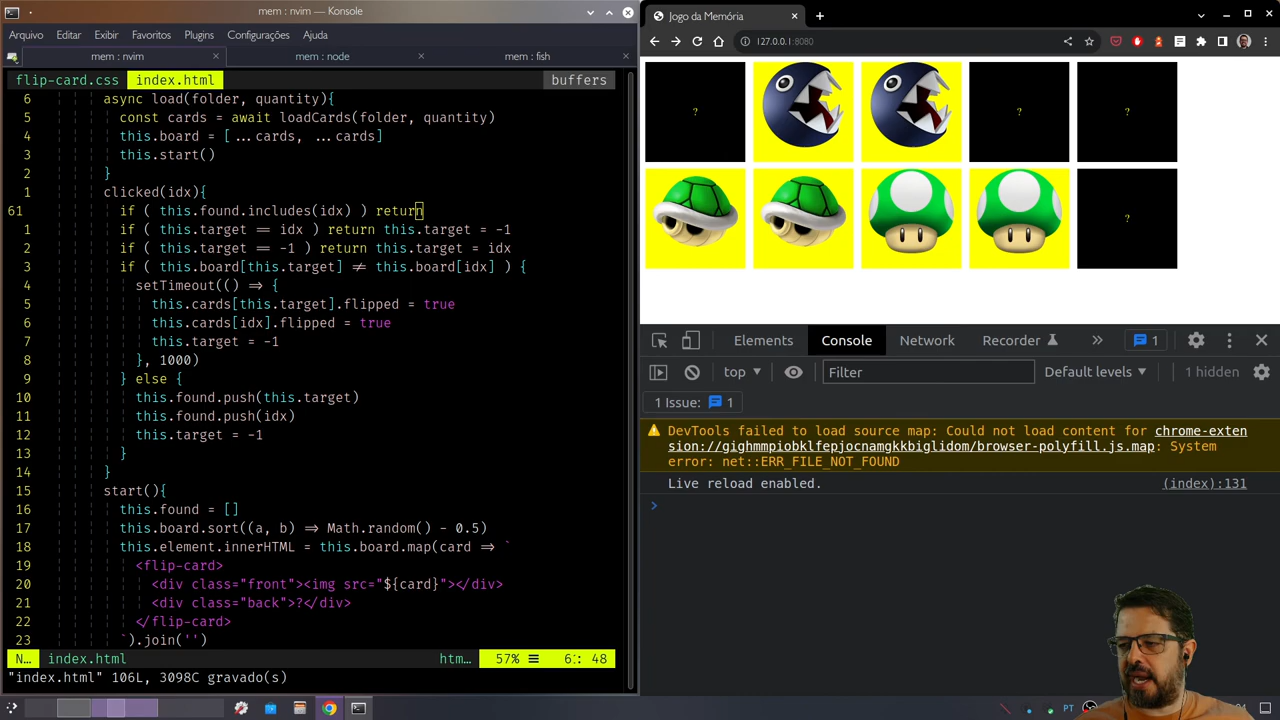 mem : nvim — Konsole
Arquivo Editar Exibir Favoritos Plugins Configurações Ajuda
mem : nvim
mem : node
mem : fish
flip-card.css index.html buffers
6 async load(folder, quantity){
5 const cards = await loadCards(folder, quantity)
4 this.board = [...cards, ...cards]
3 this.start()
2 }
1 clicked(idx){
61 if ( this.found.includes(idx) ) return
1 if ( this.target == idx ) return this.target = -1
2 if ( this.target == -1 ) return this.target = idx
3 if ( this.board[this.target] ≠ this.board[idx] ) {
4 setTimeout(() ⇒ {
5 this.cards[this.target].flipped = true
6 this.cards[idx].flipped = true
7 this.target = -1
8 }, 1000)
9 } else {
10 this.found.push(this.target)
11 this.found.push(idx)
12 this.target = -1
13 }
14 }
15 start(){
16 this.found = []
17 this.board.sort((a, b) ⇒ Math.random() - 0.5)
18 this.element.innerHTML = this.board.map(card ⇒ `
19 <flip-card>
20 <div class="front"><img src="${card}"></div>
21 <div class="back">?</div>
22 </flip-card>
23 `).join('')
N… index.html htm… 57% 48
"index.html" 106L, 3098C gravado(s)
Jogo da Memória
127.0.0.1:8080
? ? ?
?
Elements Console Network Recorder 1
top Filter Default levels 1 hidden
1 Issue: 1
DevTools failed to load source map: Could not load content for chrome-exten
sion://gighmmpiobklfepjocnamgkkbiglidom/browser-polyfill.js.map: System
error: net::ERR_FILE_NOT_FOUND
Live reload enabled. (index):131
PT